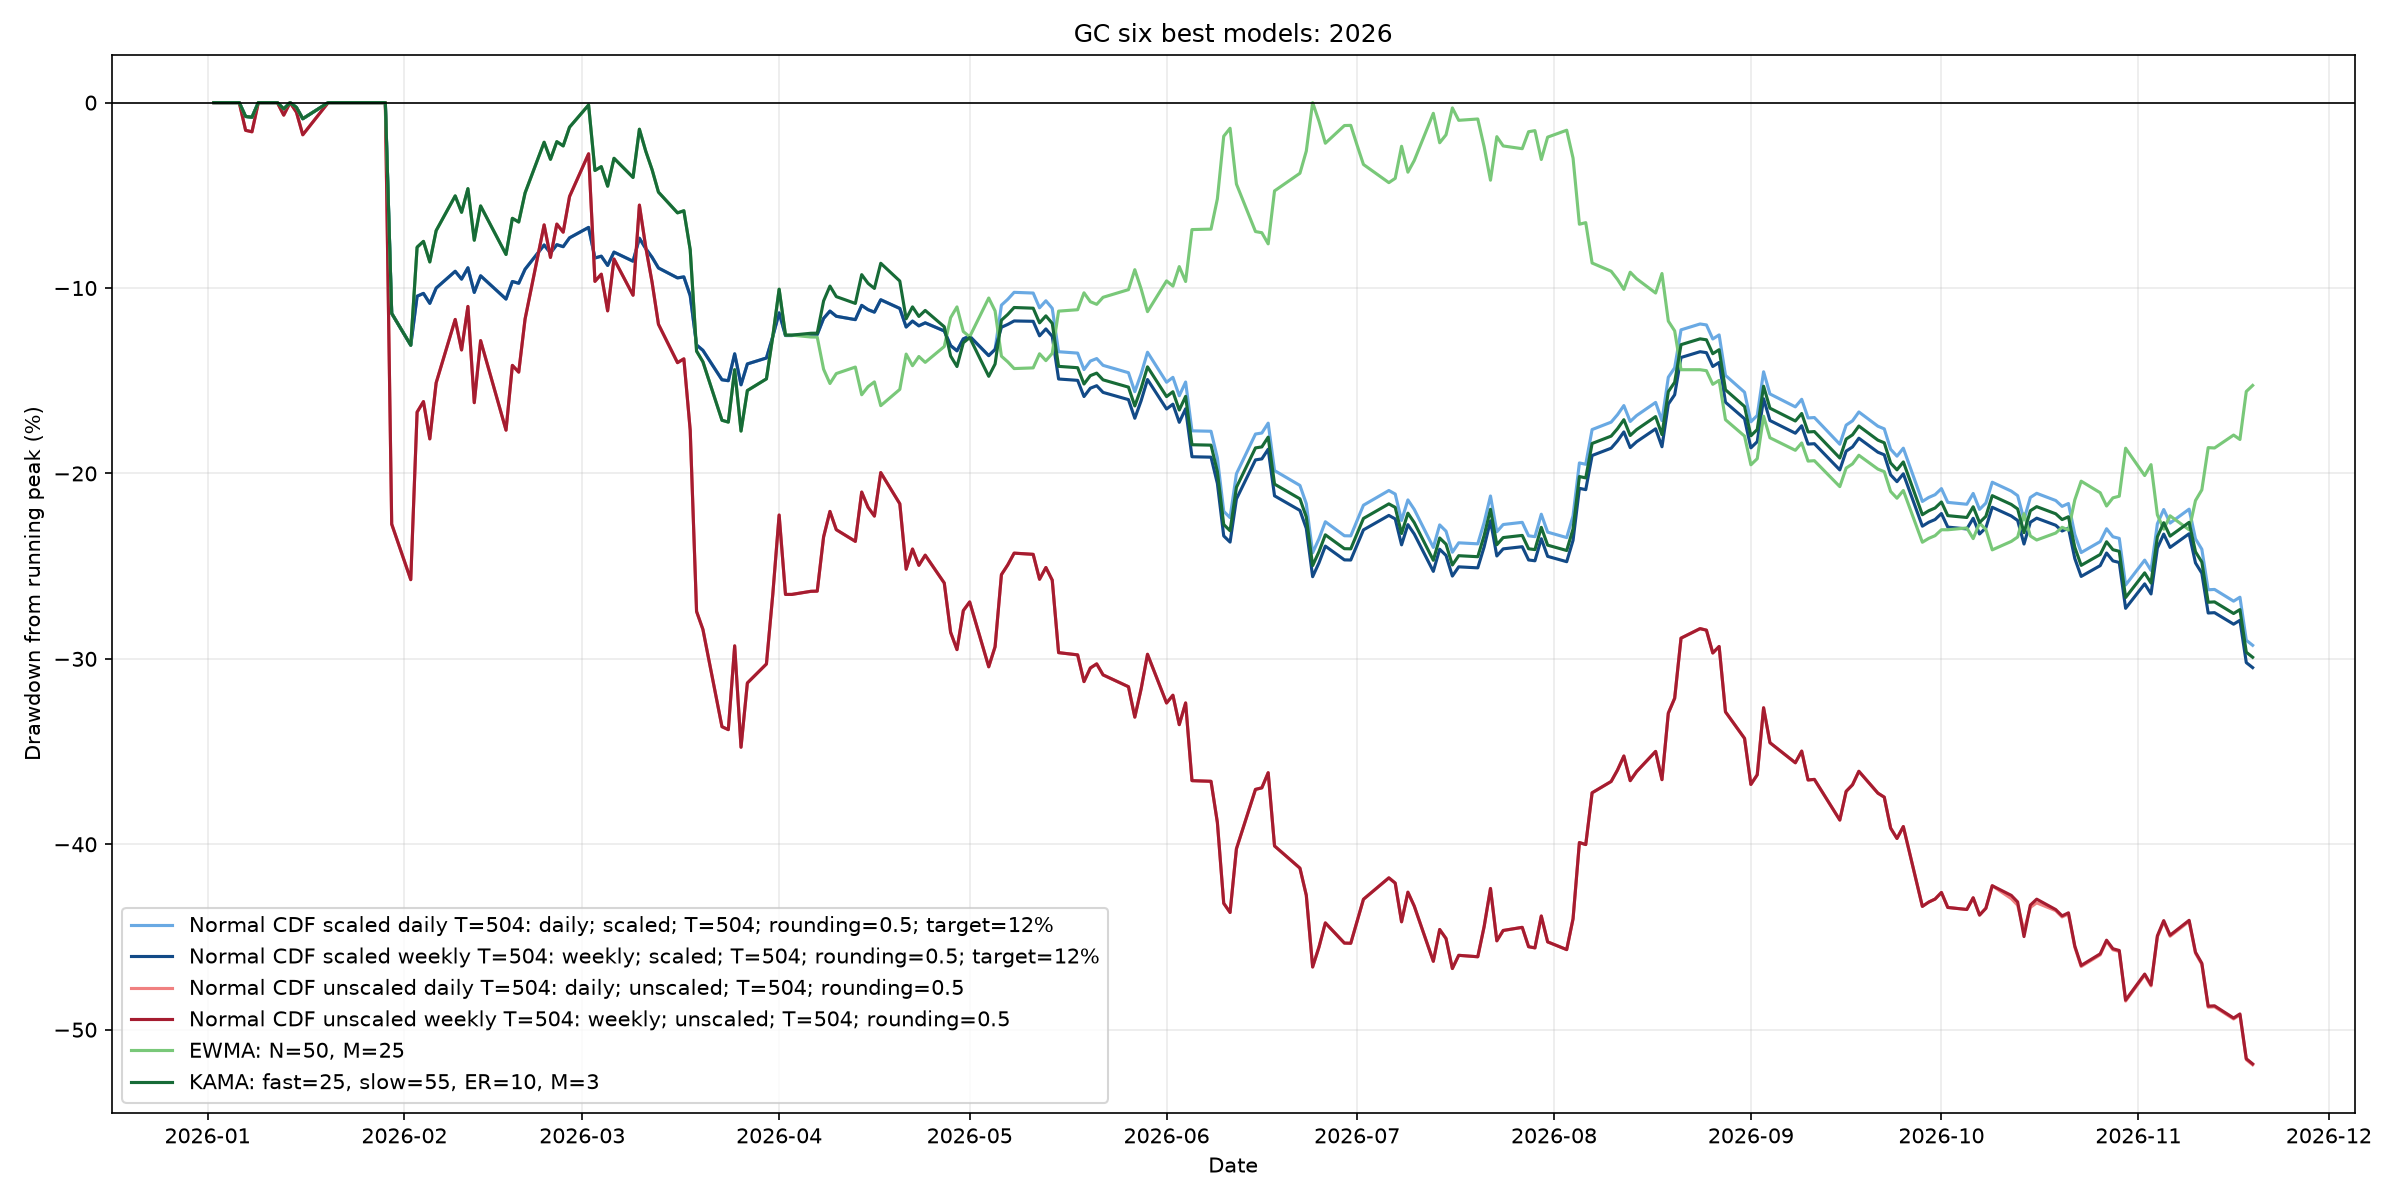 GC six best models: 2026
Drawdown from running peak (%)
0
−10
−20
−30
−40
−50
Normal CDF scaled daily T=504: daily; scaled; T=504; rounding=0.5; target=12%
Normal CDF scaled weekly T=504: weekly; scaled; T=504; rounding=0.5; target=12%
Normal CDF unscaled daily T=504: daily; unscaled; T=504; rounding=0.5
Normal CDF unscaled weekly T=504: weekly; unscaled; T=504; rounding=0.5
EWMA: N=50, M=25
KAMA: fast=25, slow=55, ER=10, M=3
2026-01 2026-02 2026-03 2026-04 2026-05 2026-06 2026-07 2026-08 2026-09 2026-10 2026-11 2026-12
Date